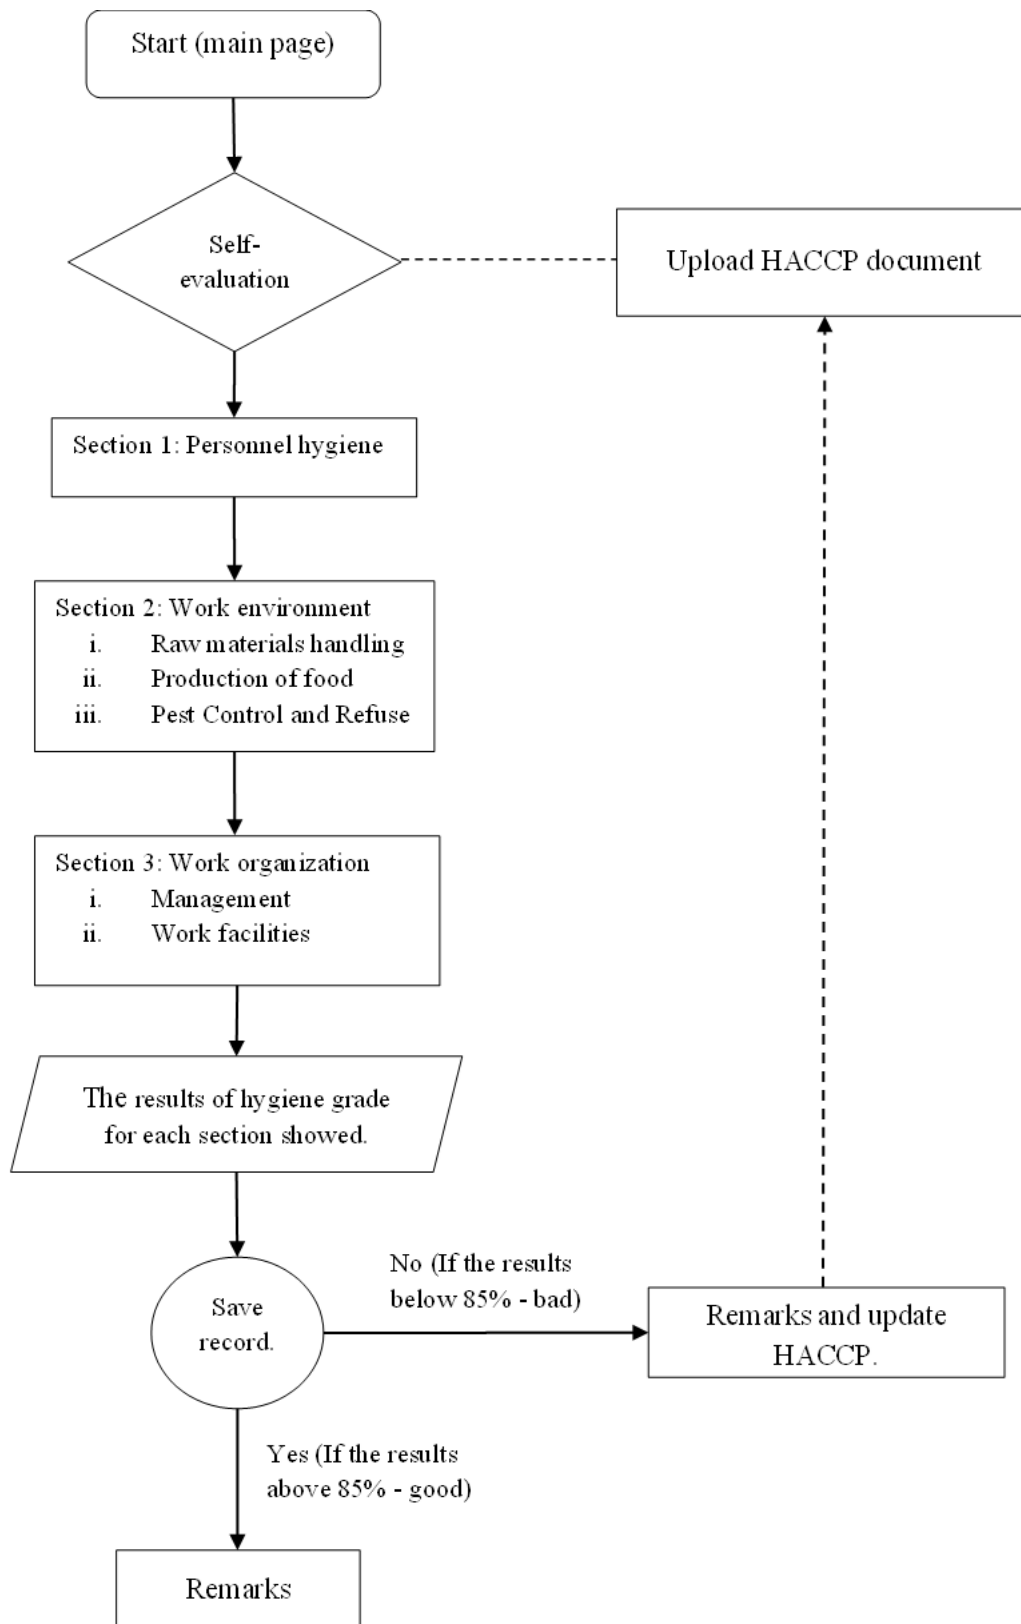 Start (main page)
Self-
evaluation
Upload HACCP document
Section 1: Personnel hygiene
Section 2: Work environment
i. Raw materials handling
ii. Production of food
iii. Pest Control and Refuse
Section 3: Work organization
i. Management
ii. Work facilities
The results of hygiene grade
for each section showed.
Save
record.
No (If the results
below 85% - bad)
Remarks and update
HACCP.
Yes (If the results
above 85% - good)
Remarks